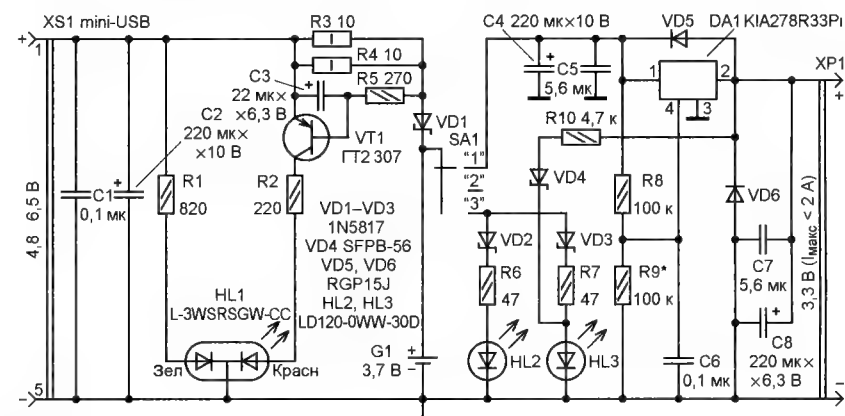 XS1 mini-USB
R3 10
C4 220 мк×10 В
VD5
DA1 KIA278R33Pi
1
R4 10
C3
R5 270
C5
5,6 мк
1
2
3
4
XP1
22 мк×
×6,3 В
C2
220 мк×
×10 В
VD1
SA1
R10 4,7 к
VT1
ГТ2 307
"1"
"2"
"3"
VD4
4,8 6,5 В
C1
0,1 мк
R1
820
R2
220
VD1–VD3
1N5817
VD4 SFPB-56
VD5, VD6
RGP15J
HL2, HL3
LD120-0WW-30D
R8
100 к
VD6
VD2
VD3
R6
47
R7
47
R9*
100 к
C7
5,6 мк
3,3 В (Iмакс < 2 А)
HL1
L-3WSRSGW-CC
G1
3,7 В
C8
220 мк×
×6,3 В
C6
0,1 мк
HL2
HL3
Зел
Красн
5